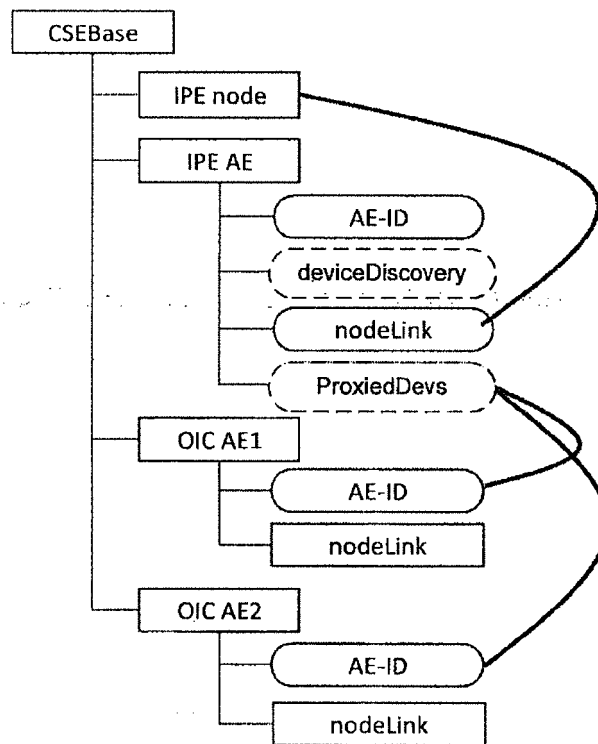 CSEBase
IPE node
IPE AE
AE-ID
deviceDiscovery
nodeLink
ProxiedDevs
OIC AE1
AE-ID
nodeLink
OIC AE2
AE-ID
nodeLink